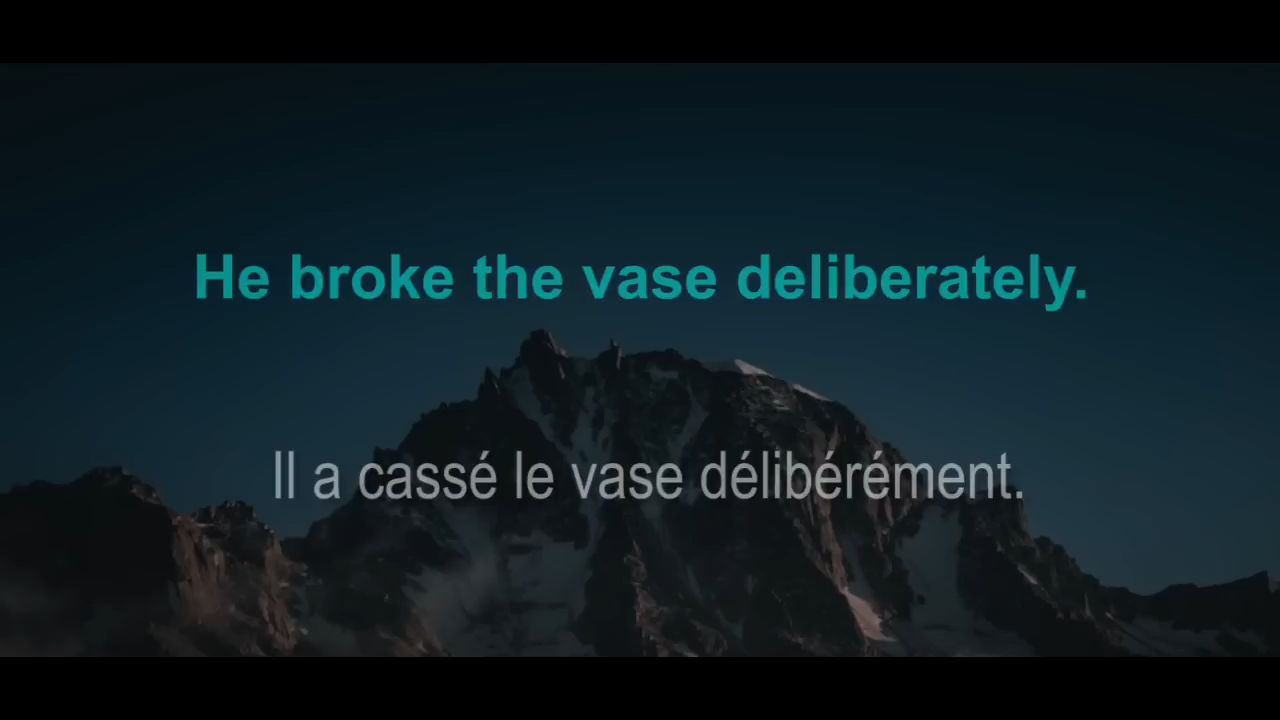 He broke the vase deliberately.
Il a cassé le vase délibérément.